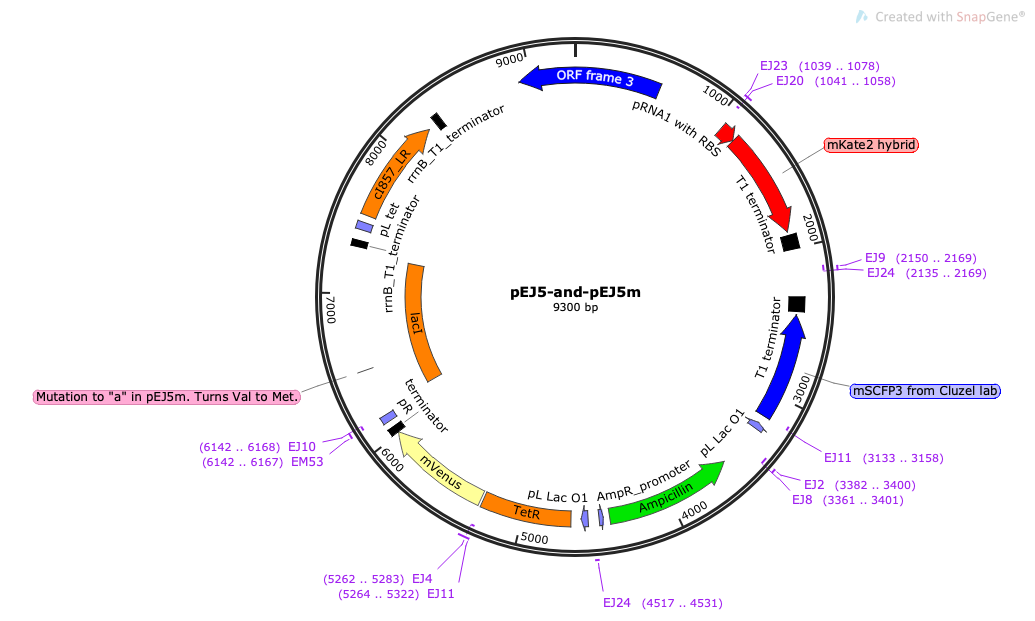 Created with SnapGene®
9000
ORF frame 3
EJ23 (1039 .. 1078)
EJ20 (1041 .. 1058)
1000
pRNA1 with RBS
rrnB_T1_terminator
8000
cI857_LR
mKate2 hybrid
T1 terminator
pL tet
rrnB_T1_terminator
2000
EJ9 (2150 .. 2169)
EJ24 (2135 .. 2169)
pEJ5-and-pEJ5m
9300 bp
7000
lacI
T1 terminator
Mutation to "a" in pEJ5m. Turns Val to Met.
mSCFP3 from Cluzel lab
3000
terminator
pR
pL Lac O1
(6142 .. 6168) EJ10
(6142 .. 6167) EM53
6000
EJ11 (3133 .. 3158)
mVenus
EJ2 (3382 .. 3400)
EJ8 (3361 .. 3401)
pL Lac O1
AmpR_promoter
Ampicillin
TetR
4000
5000
(5262 .. 5283) EJ4
(5264 .. 5322) EJ11
EJ24 (4517 .. 4531)